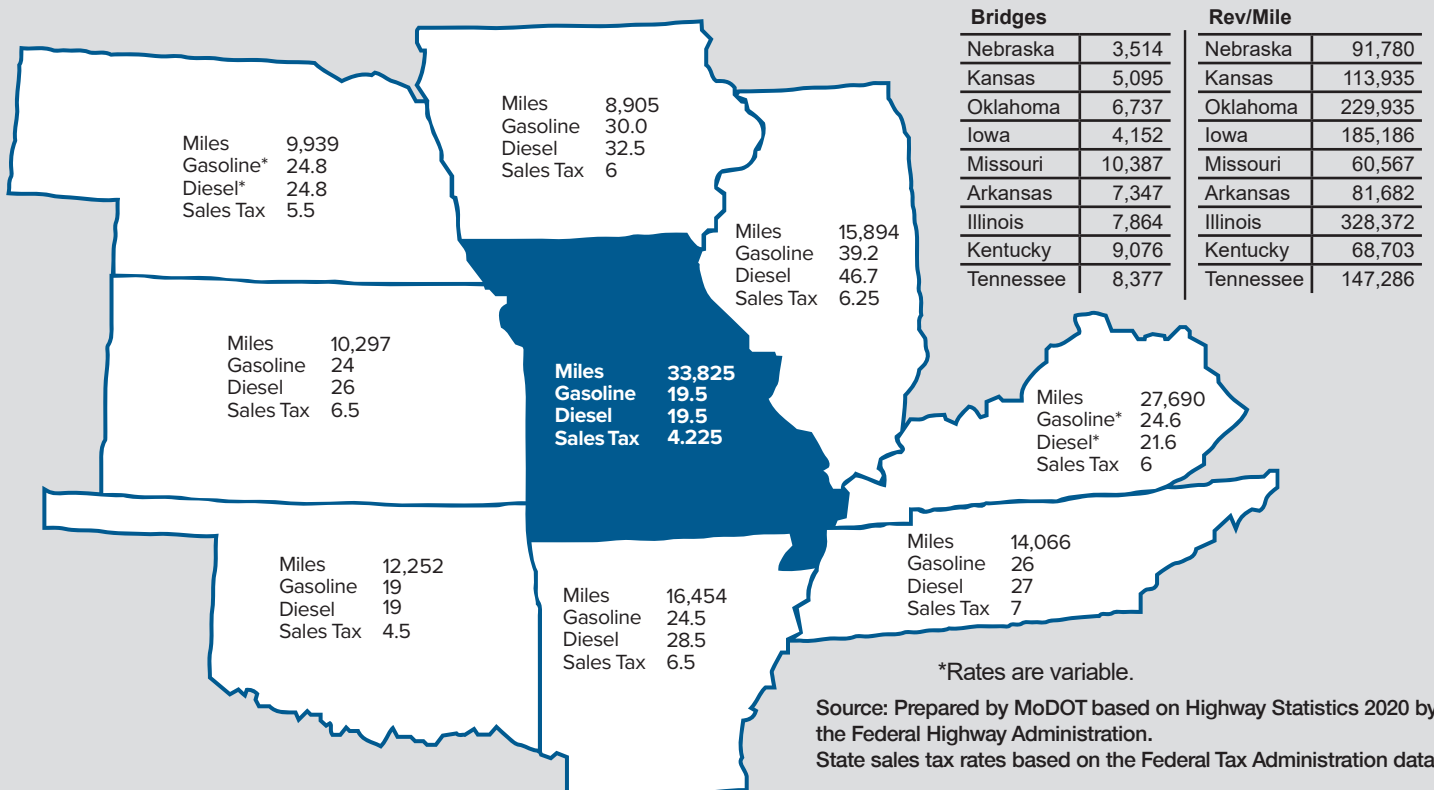 Bridges
Nebraska 3,514
Kansas 5,095
Oklahoma 6,737
Iowa 4,152
Missouri 10,387
Arkansas 7,347
Illinois 7,864
Kentucky 9,076
Tennessee 8,377
Rev/Mile
Nebraska 91,780
Kansas 113,935
Oklahoma 229,935
Iowa 185,186
Missouri 60,567
Arkansas 81,682
Illinois 328,372
Kentucky 68,703
Tennessee 147,286
Miles 8,905
Gasoline 30.0
Diesel 32.5
Sales Tax 6
Miles 9,939
Gasoline* 24.8
Diesel* 24.8
Sales Tax 5.5
Miles 15,894
Gasoline 39.2
Diesel 46.7
Sales Tax 6.25
Miles 10,297
Gasoline 24
Diesel 26
Sales Tax 6.5
Miles 33,825
Gasoline 19.5
Diesel 19.5
Sales Tax 4.225
Miles 27,690
Gasoline* 24.6
Diesel* 21.6
Sales Tax 6
Miles 12,252
Gasoline 19
Diesel 19
Sales Tax 4.5
Miles 16,454
Gasoline 24.5
Diesel 28.5
Sales Tax 6.5
Miles 14,066
Gasoline 26
Diesel 27
Sales Tax 7
*Rates are variable.
Source: Prepared by MoDOT based on Highway Statistics 2020 by
the Federal Highway Administration.
State sales tax rates based on the Federal Tax Administration data